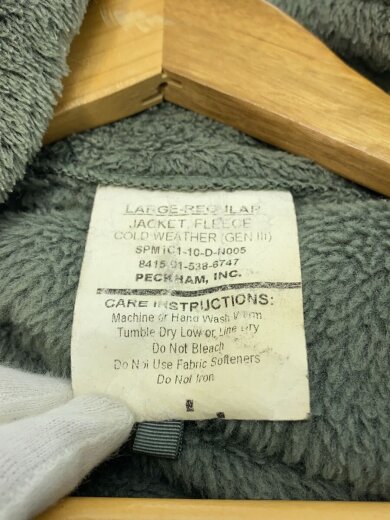 LARGE-REGULAR
JACKET, FLEECE
COLD WEATHER (GEN III)
SPM1C1-10-D-N005
8415-01-538-6747
PECKHAM, INC.
CARE INSTRUCTIONS:
Machine or Hand Wash Warm
Tumble Dry Low or Line Dry
Do Not Bleach
Do Not Use Fabric Softeners
Do Not Iron